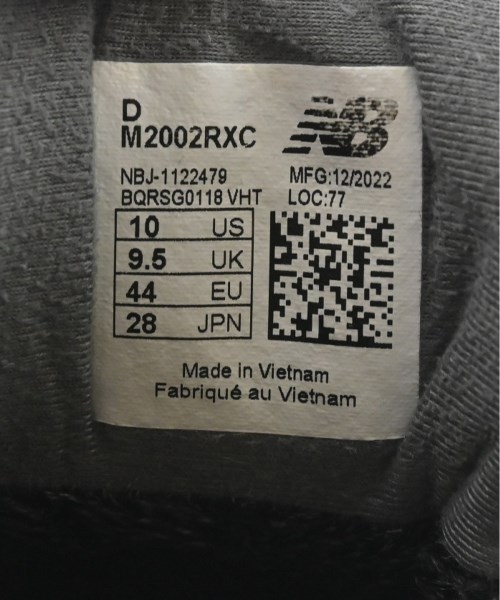 D
M2002RXC
NB
NBJ-1122479
MFG:12/2022
BQRSG0118 VHT
LOC:77
10 US
9.5 UK
44 EU
28 JPN
Made in Vietnam
Fabriqué au Vietnam